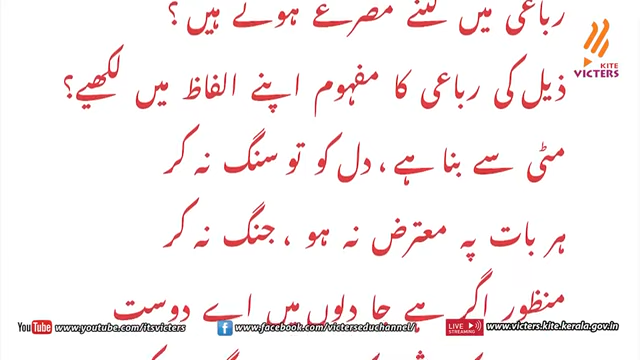 رباعی میں کتنے مصرعے ہوتے ہیں ؟
KITE
VICTERS
ذیل کی رباعی کا مفہوم اپنے الفاظ میں لکھیے؟
مٹی سے بنا ہے ، دل کو تو سنگ نہ کر
ہر بات پہ معترض نہ ہو ، جنگ نہ کر
منظور اگر ہے جا دلوں میں اے دوست
You Tube www.youtube.com/itsvicters www.facebook.com/victerseduchannel/ LIVE STREAMING www.victers.kite.kerala.gov.in